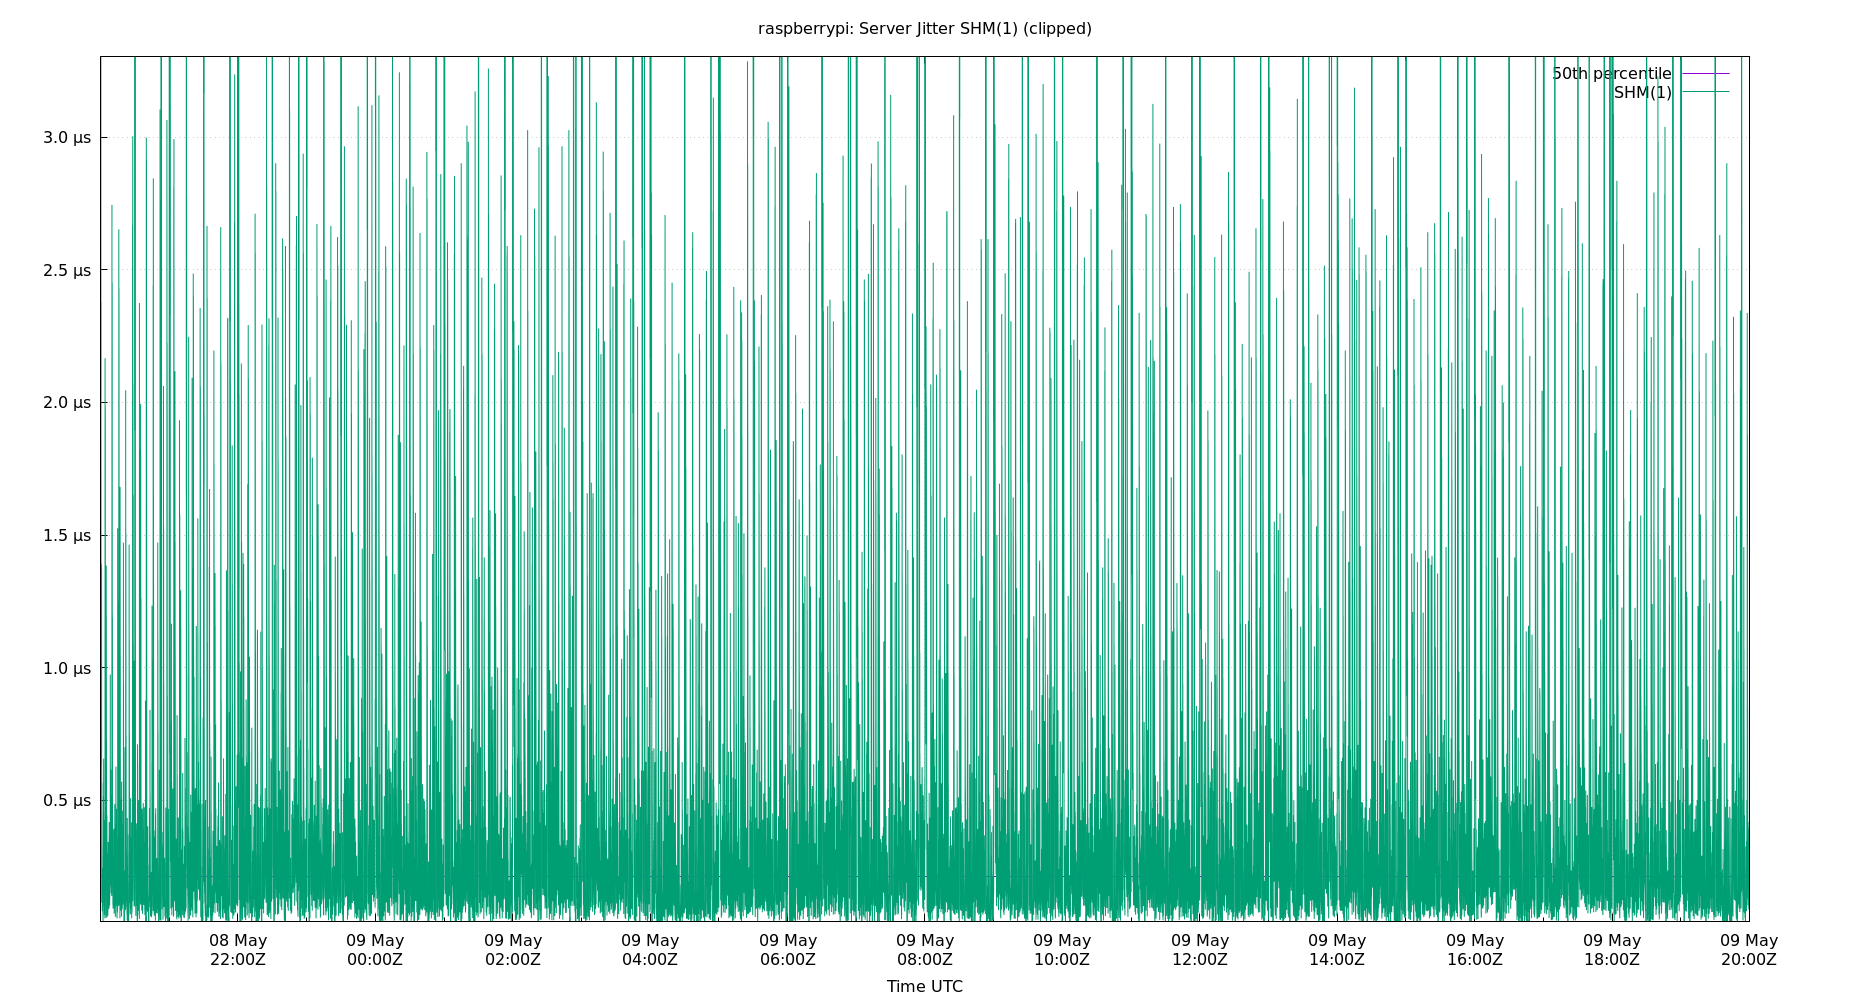 raspberrypi: Server Jitter SHM(1) (clipped)
50th percentile
SHM(1)
3.0 µs
2.5 µs
2.0 µs
1.5 µs
1.0 µs
0.5 µs
08 May 09 May 09 May 09 May 09 May 09 May 09 May 09 May 09 May 09 May 09 May 09 May
22:00Z 00:00Z 02:00Z 04:00Z 06:00Z 08:00Z 10:00Z 12:00Z 14:00Z 16:00Z 18:00Z 20:00Z
Time UTC